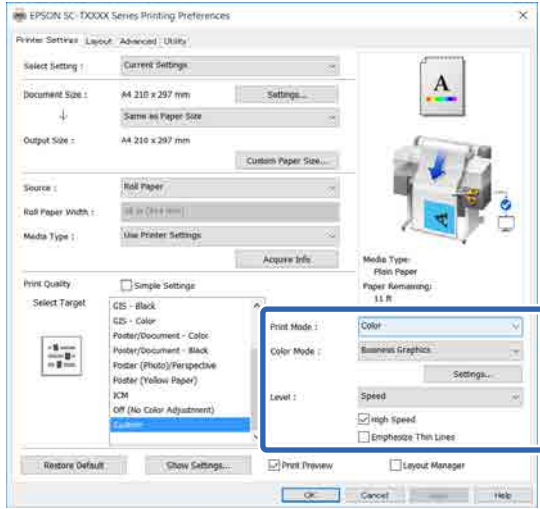 EPSON SC-TXXXX Series Printing Preferences
Printer Settings Layout Advanced Utility
Select Setting : Current Settings
Document Size : A4 210 x 297 mm Settings...
Same as Paper Size
Output Size : A4 210 x 297 mm
Custom Paper Size...
Source : Roll Paper
Roll Paper Width :
Media Type : Use Printer Settings
Acquire Info
A
Media Type:
Plain Paper
Paper Remaining:
11 ft
Print Quality Simple Settings
Select Target
GIS - Black
GIS - Color
Poster/Document - Color
Poster/Document - Black
Poster (Photo)/Perspective
Poster (Yellow Paper)
ICM
Off (No Color Adjustment)
Custom
Print Mode : Color
Color Mode : Business Graphics
Settings...
Level : Speed
High Speed
Emphasize Thin Lines
Restore Default Show Settings... Print Preview Layout Manager
OK Cancel Help